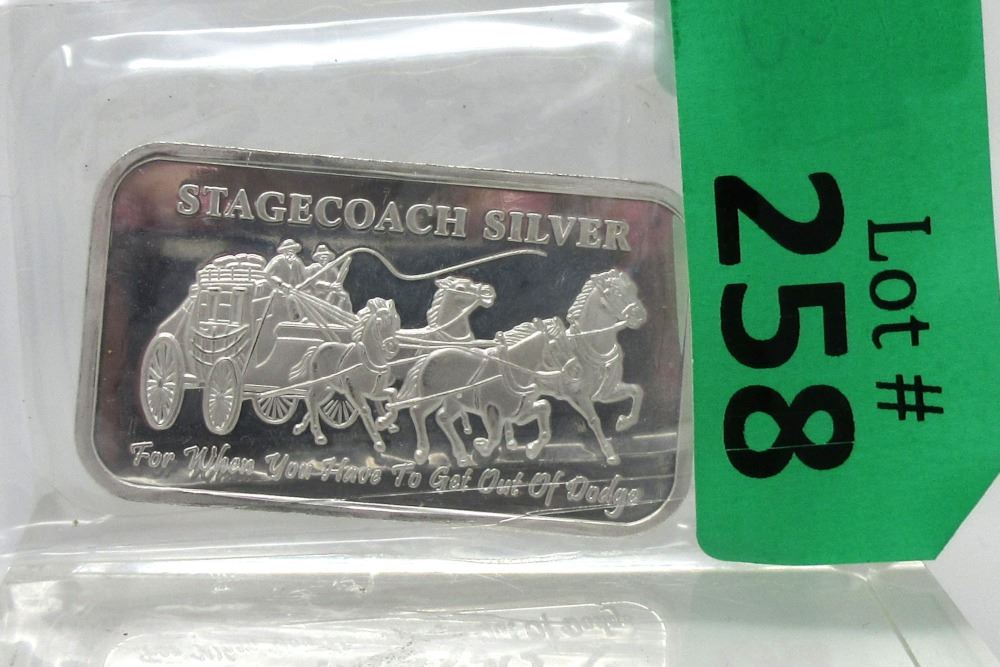 STAGECOACH SILVER
For When You Have To Get Out Of Dodge
Lot #
258